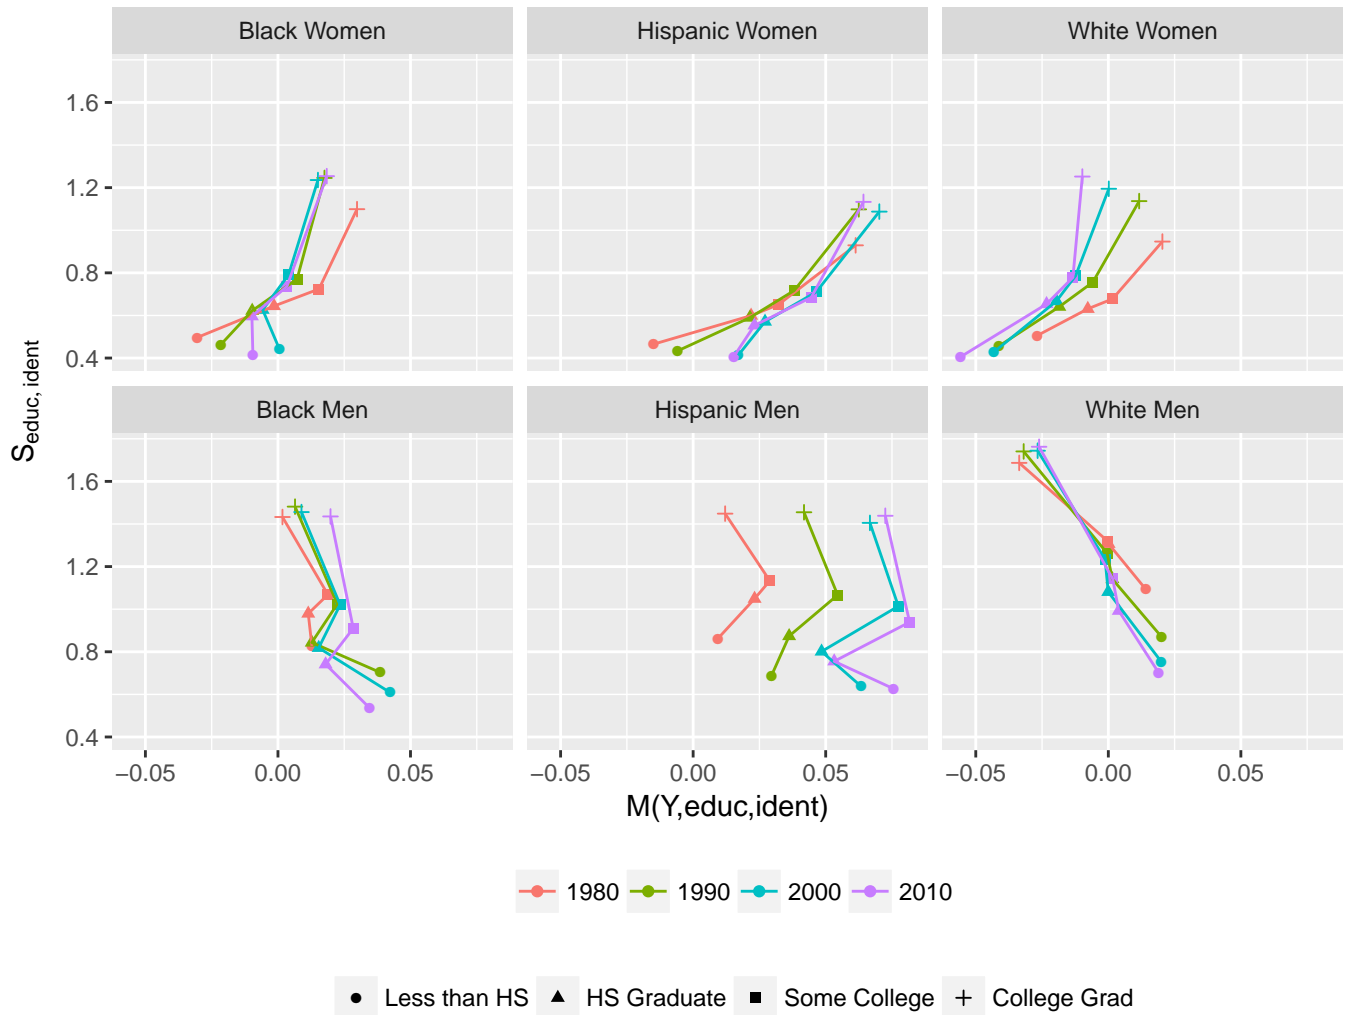 Black Women Hispanic Women White Women
1.6
1.2
0.8
0.4
Black Men Hispanic Men White Men
1.6
1.2
0.8
0.4
S educ, ident
−0.05 0.00 0.05 −0.05 0.00 0.05 −0.05 0.00 0.05
M(Y,educ,ident)
1980 1990 2000 2010
Less than HS HS Graduate Some College College Grad